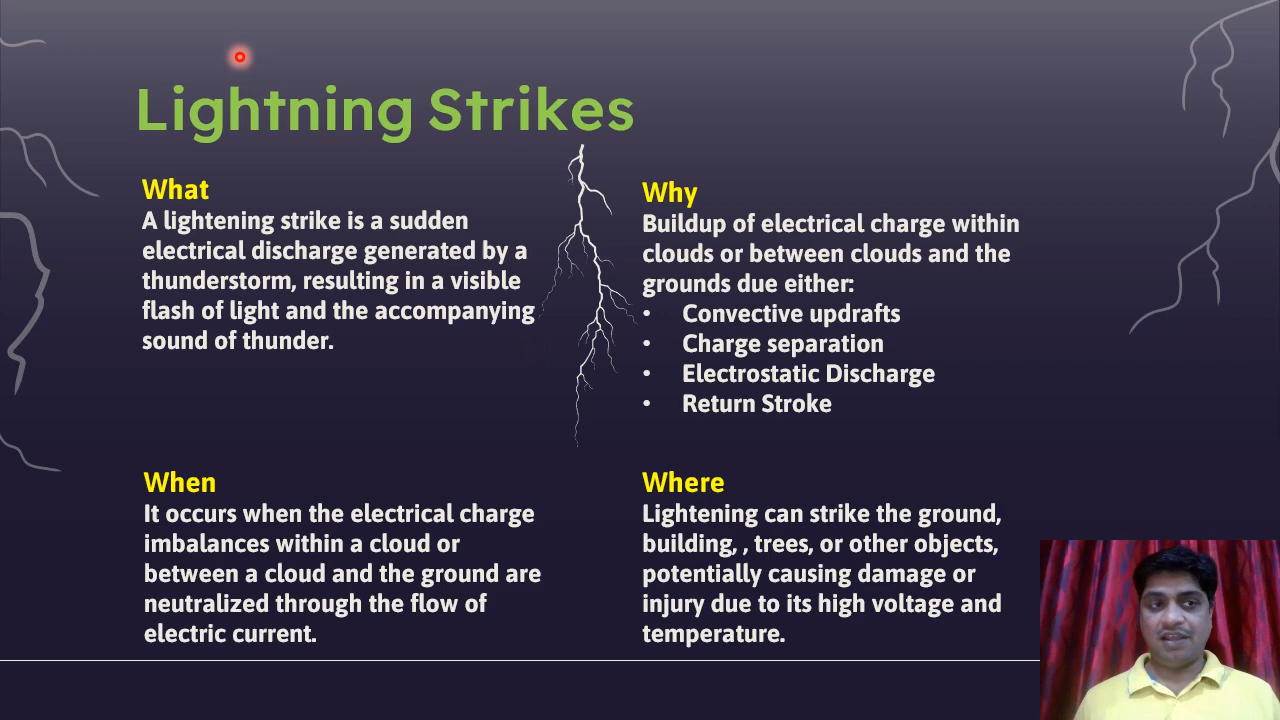 Lightning Strikes
What
A lightening strike is a sudden
electrical discharge generated by a
thunderstorm, resulting in a visible
flash of light and the accompanying
sound of thunder.
Why
Buildup of electrical charge within
clouds or between clouds and the
grounds due either:
• Convective updrafts
• Charge separation
• Electrostatic Discharge
• Return Stroke
When
It occurs when the electrical charge
imbalances within a cloud or
between a cloud and the ground are
neutralized through the flow of
electric current.
Where
Lightening can strike the ground,
building, , trees, or other objects,
potentially causing damage or
injury due to its high voltage and
temperature.